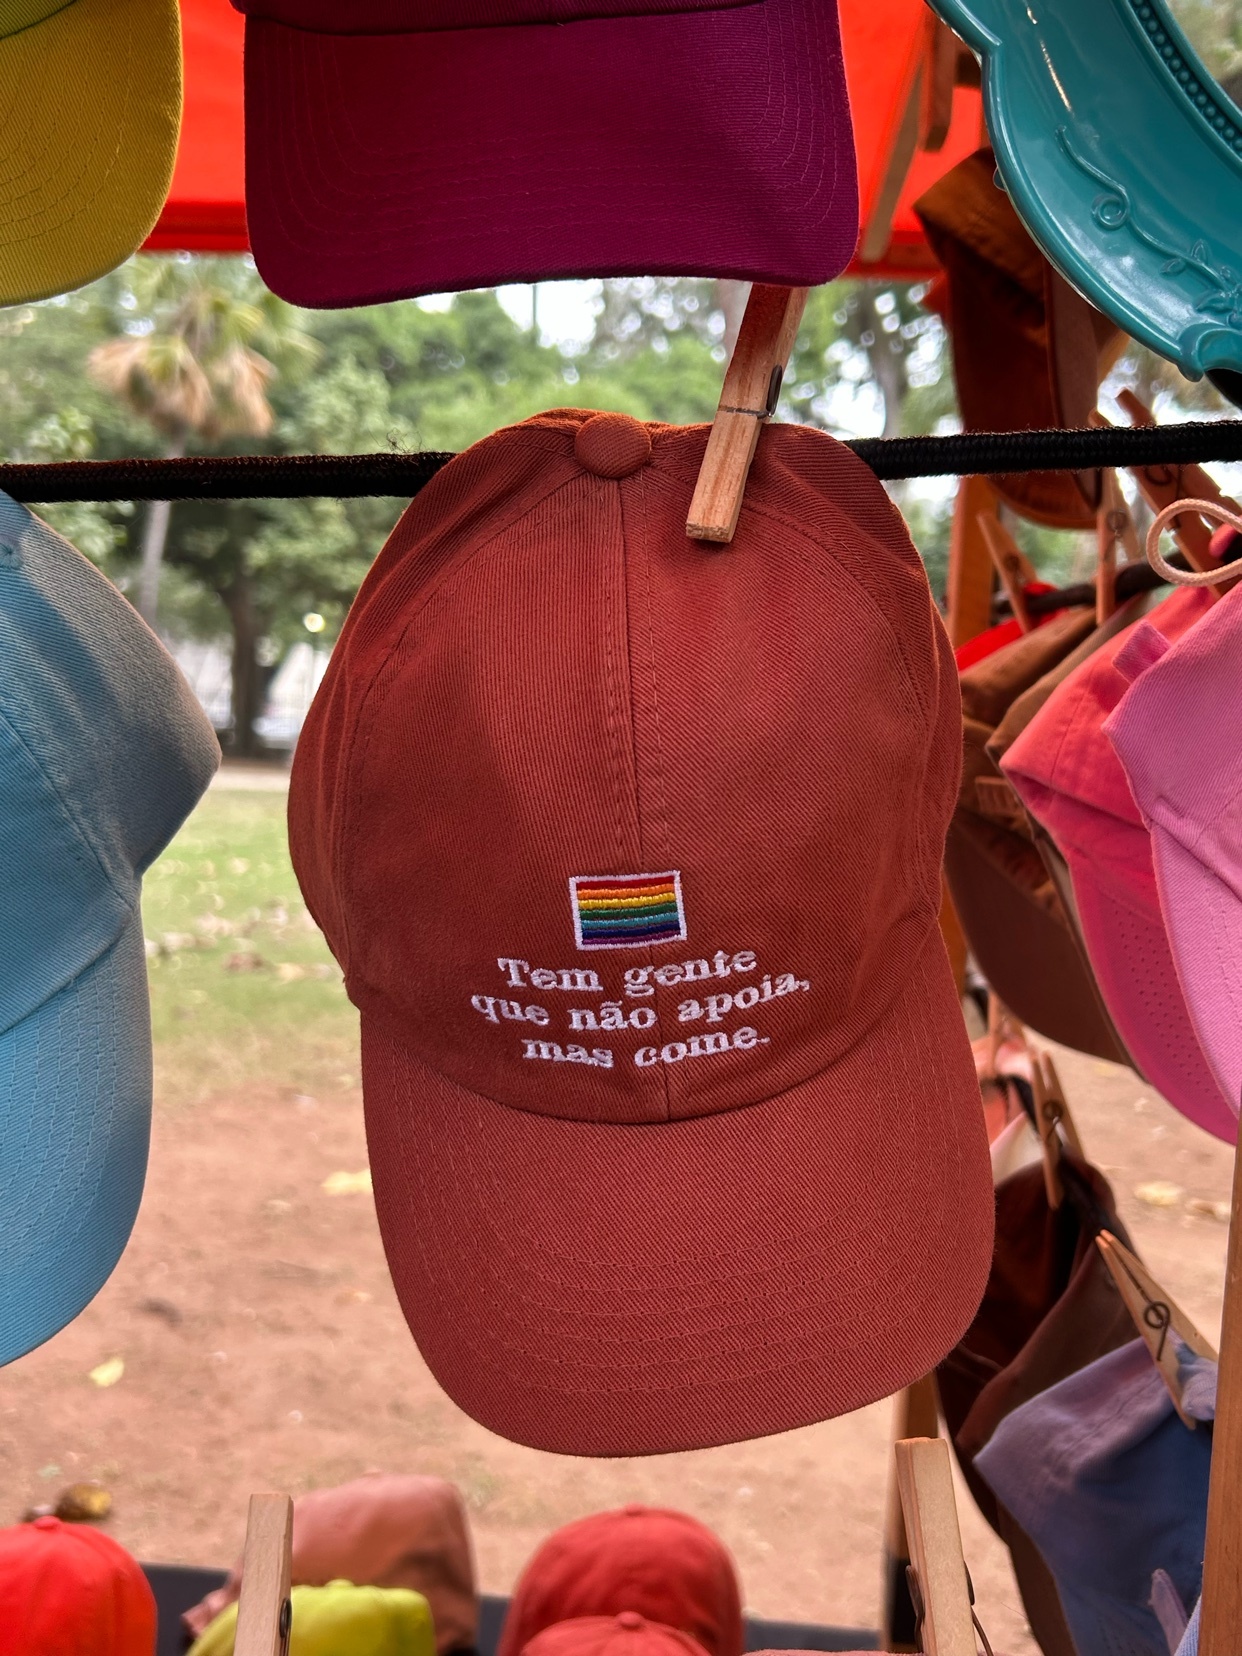 Tem gente
que não apoia,
mas come.